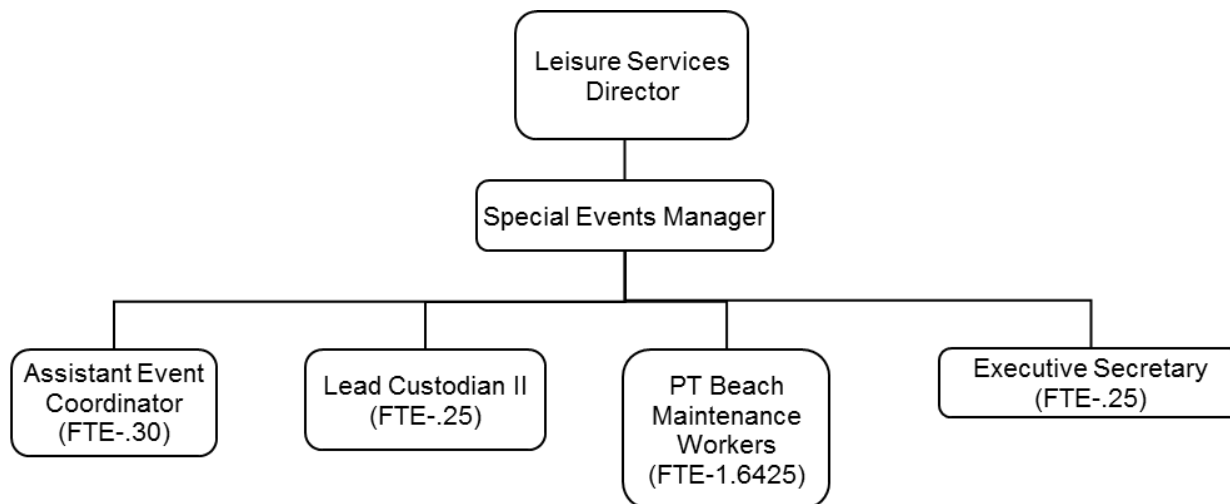 Leisure Services
Director
Special Events Manager
Assistant Event
Coordinator
(FTE-.30)
Lead Custodian II
(FTE-.25)
PT Beach
Maintenance
Workers
(FTE-1.6425)
Executive Secretary
(FTE-.25)